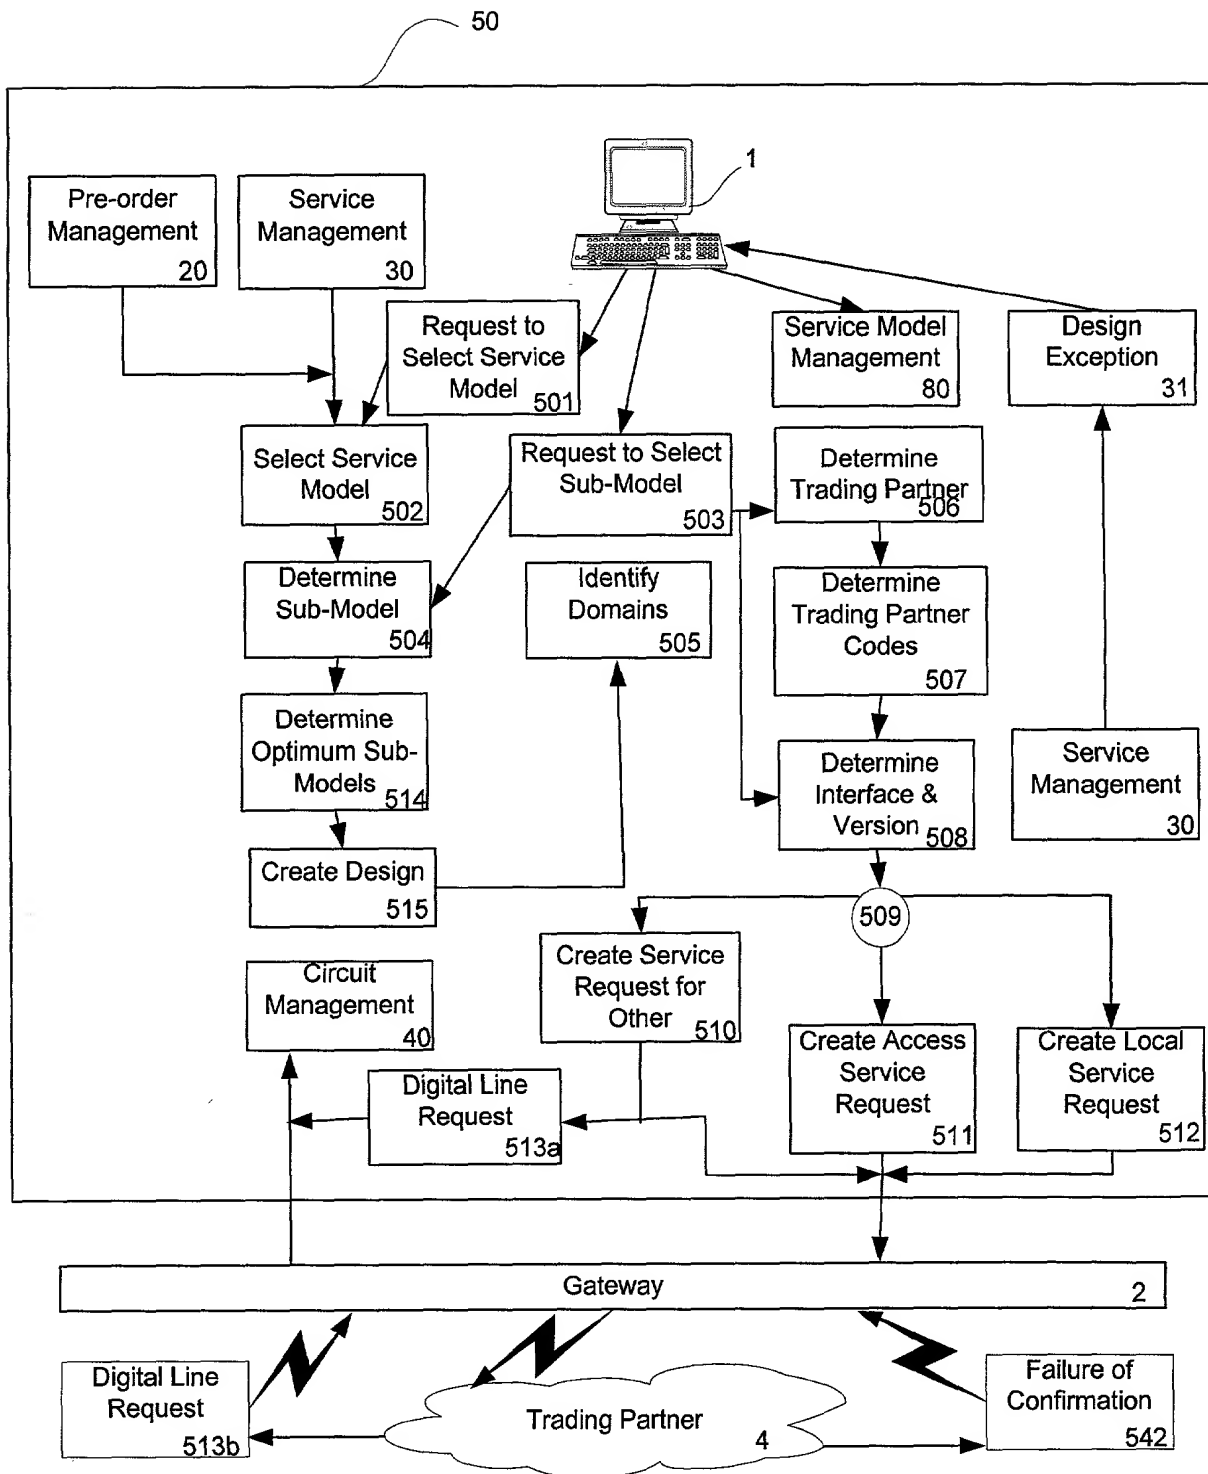 50
1
Pre-order
Management
20
Service
Management
30
Request to
Select Service
Model
501
Service Model
Management
80
Design
Exception
31
Select Service
Model
502
Request to Select
Sub-Model
503
Determine
Trading Partner
506
Determine
Sub-Model
504
Identify
Domains
505
Determine
Trading Partner
Codes
507
Determine
Optimum Sub-
Models
514
Determine
Interface &
Version
508
Service
Management
30
Create Design
515
509
Circuit
Management
40
Create Service
Request for
Other
510
Create Access
Service
Request
511
Create Local
Service
Request
512
Digital Line
Request
513a
Gateway
2
Digital Line
Request
513b
Trading Partner
4
Failure of
Confirmation
542